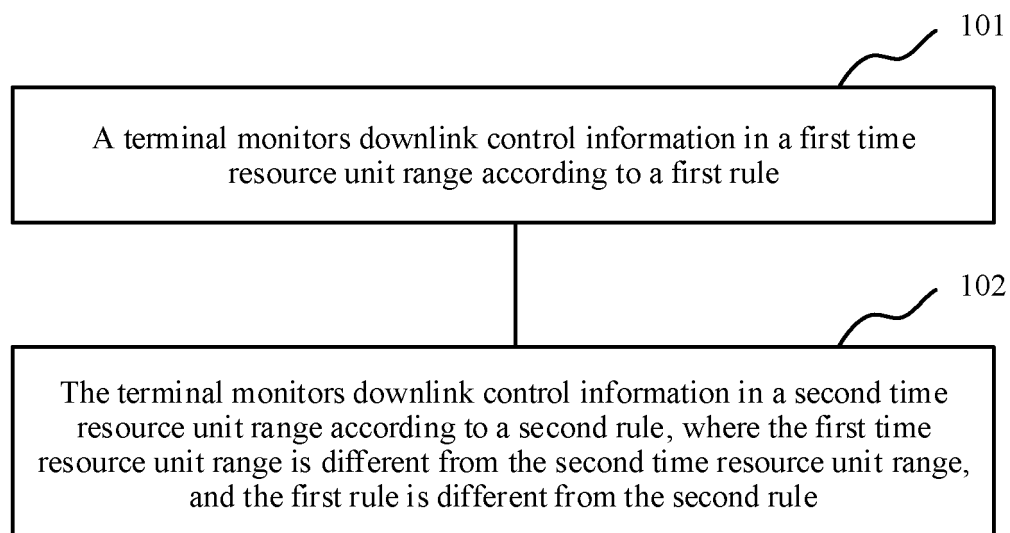 101
A terminal monitors downlink control information in a first time
resource unit range according to a first rule
102
The terminal monitors downlink control information in a second time
resource unit range according to a second rule, where the first time
resource unit range is different from the second time resource unit range,
and the first rule is different from the second rule